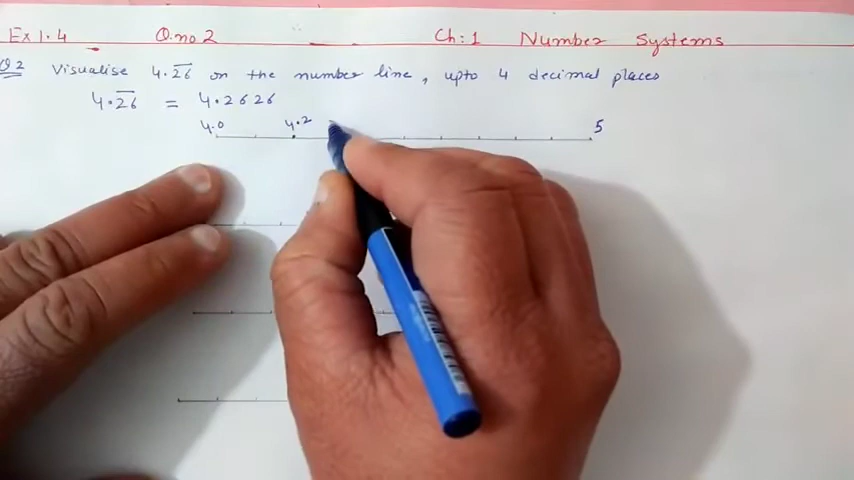 Ex 1.4 Q.no 2 Ch:1 Number Systems
Q2 Visualise 4.2̅6̅ on the number line, upto 4 decimal places
4.2̅6̅ = 4.2626
4.0 4.2 5